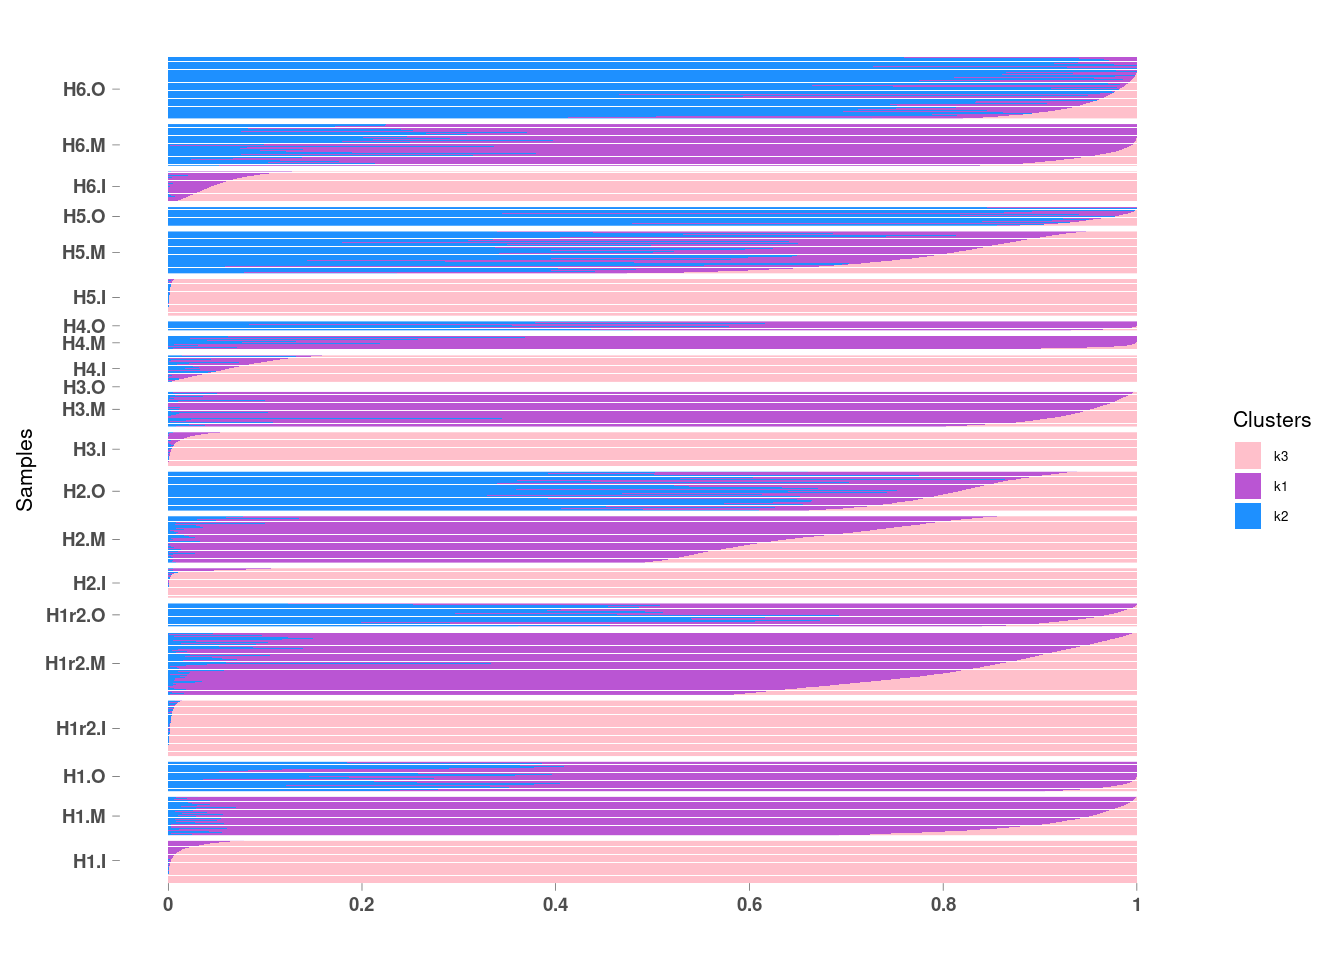 H6.O
H6.M
H6.I
H5.O
H5.M
H5.I
H4.O
H4.M
H4.I
H3.O
H3.M
H3.I
H2.O
H2.M
H2.I
H1r2.O
H1r2.M
H1r2.I
H1.O
H1.M
H1.I
Samples
0 0.2 0.4 0.6 0.8 1
Clusters
k3
k1
k2